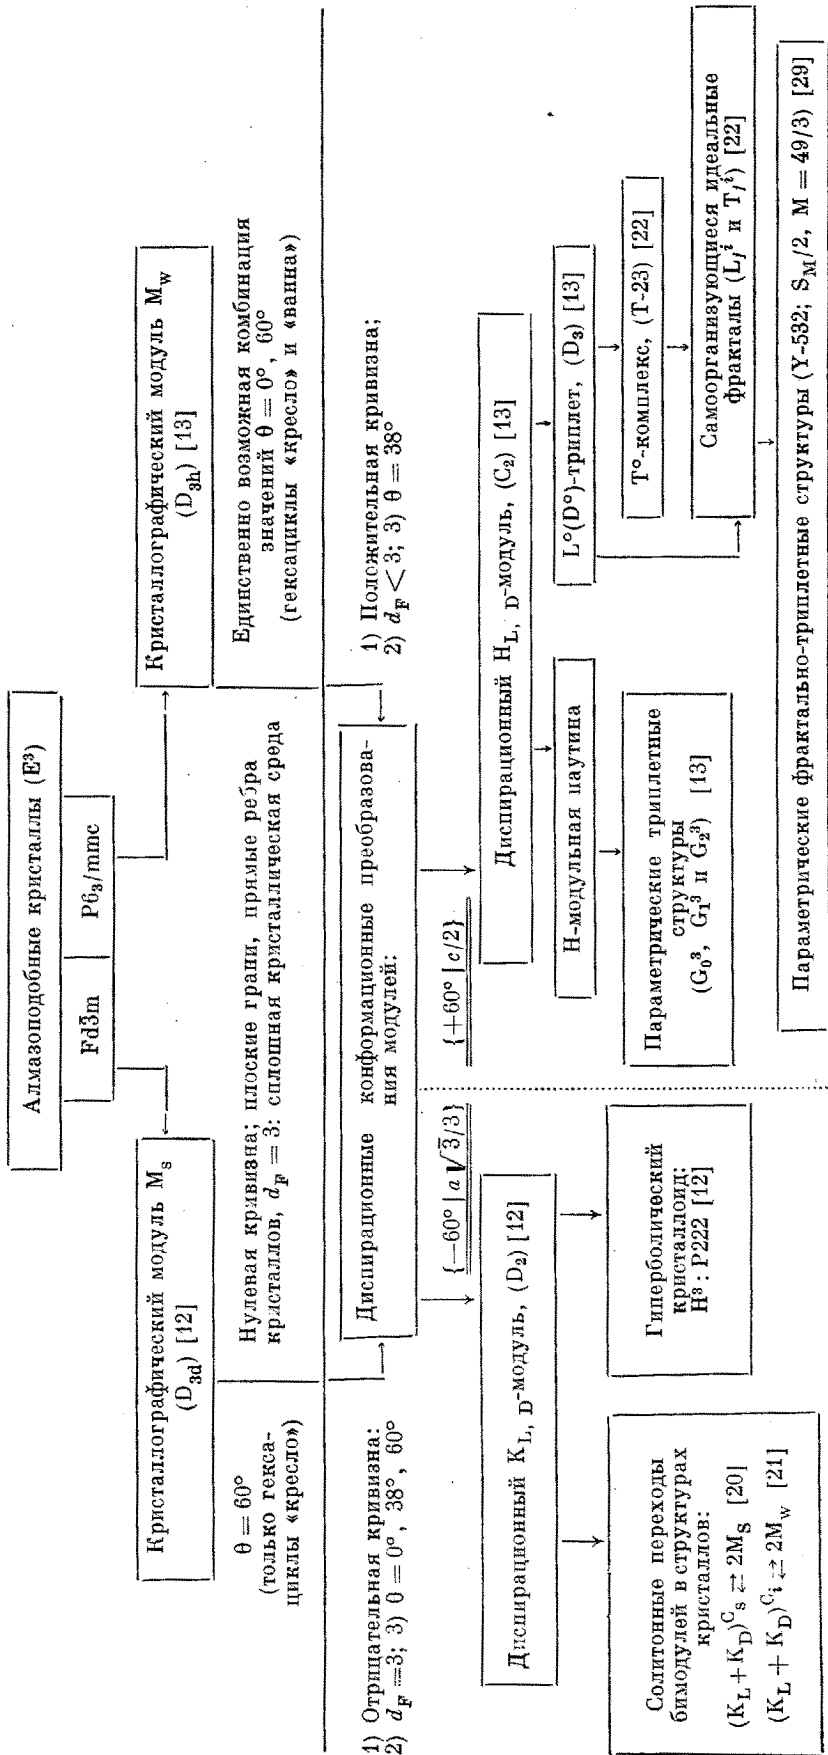 Алмазоподобные кристаллы (E³)
Fd3̄m
P6₃/mmc
Кристаллографический модуль M_s
(D₃d) [12]
Кристаллографический модуль M_w
(D₃h) [13]
θ = 60°
(только гекса-
циклы «кресло»)
Нулевая кривизна; плоские грани, прямые ребра
кристаллов, d_F = 3: сплошная кристаллическая среда
Единственно возможная комбинация
значений θ = 0°, 60°
(гексациклы «кресло» и «ванна»)
1) Отрицательная кривизна:
2) d_F = 3; 3) θ = 0°, 38°, 60°
Диспирационные конформационные преобразова-
ния модулей:
1) Положительная кривизна;
2) d_F < 3; 3) θ = 38°
{—60° | a √3/3}
{+60° | c/2}
Диспирационный K_L, D-модуль, (D₂) [12]
Диспирационный H_L, D-модуль, (C₂) [13]
Солитонные переходы
бимодулей в структурах
кристаллов:
(K_L + K_D)^C_s ⇄ 2M_S [20]
(K_L + K_D)^C_i ⇄ 2M_w [21]
Гиперболический
кристаллоид:
H³ : P222 [12]
H-модульная паутина
L°(D°)-триплет, (D₃) [13]
Параметрические триплетные
структуры
(G₀³, G₁³ и G₂³) [13]
T°-комплекс, (T-23) [22]
Самоорганизующиеся идеальные
фракталы (L_j^i и T_j^i) [22]
Параметрические фрактально-триплетные структуры (Y-532; S_M/2, M = 49/3) [29]